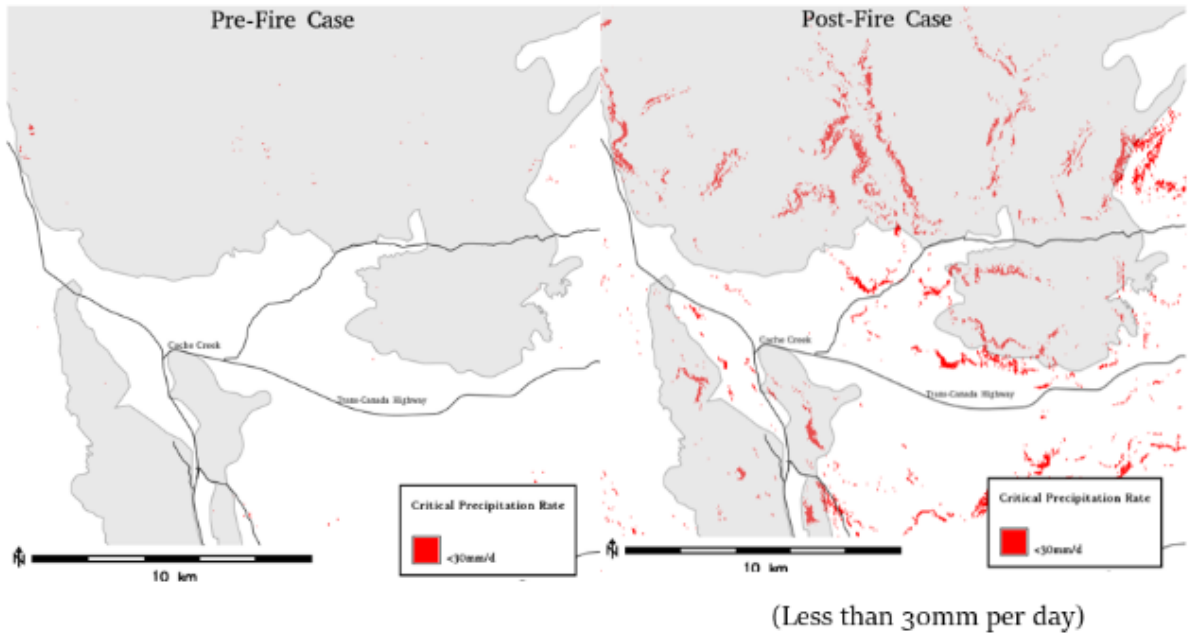 Pre-Fire Case
Cache Creek
Trans-Canada Highway
Critical Precipitation Rate
<30mm/d
N
10 km
Post-Fire Case
Cache Creek
Trans-Canada Highway
Critical Precipitation Rate
<30mm/d
N
10 km
(Less than 30mm per day)